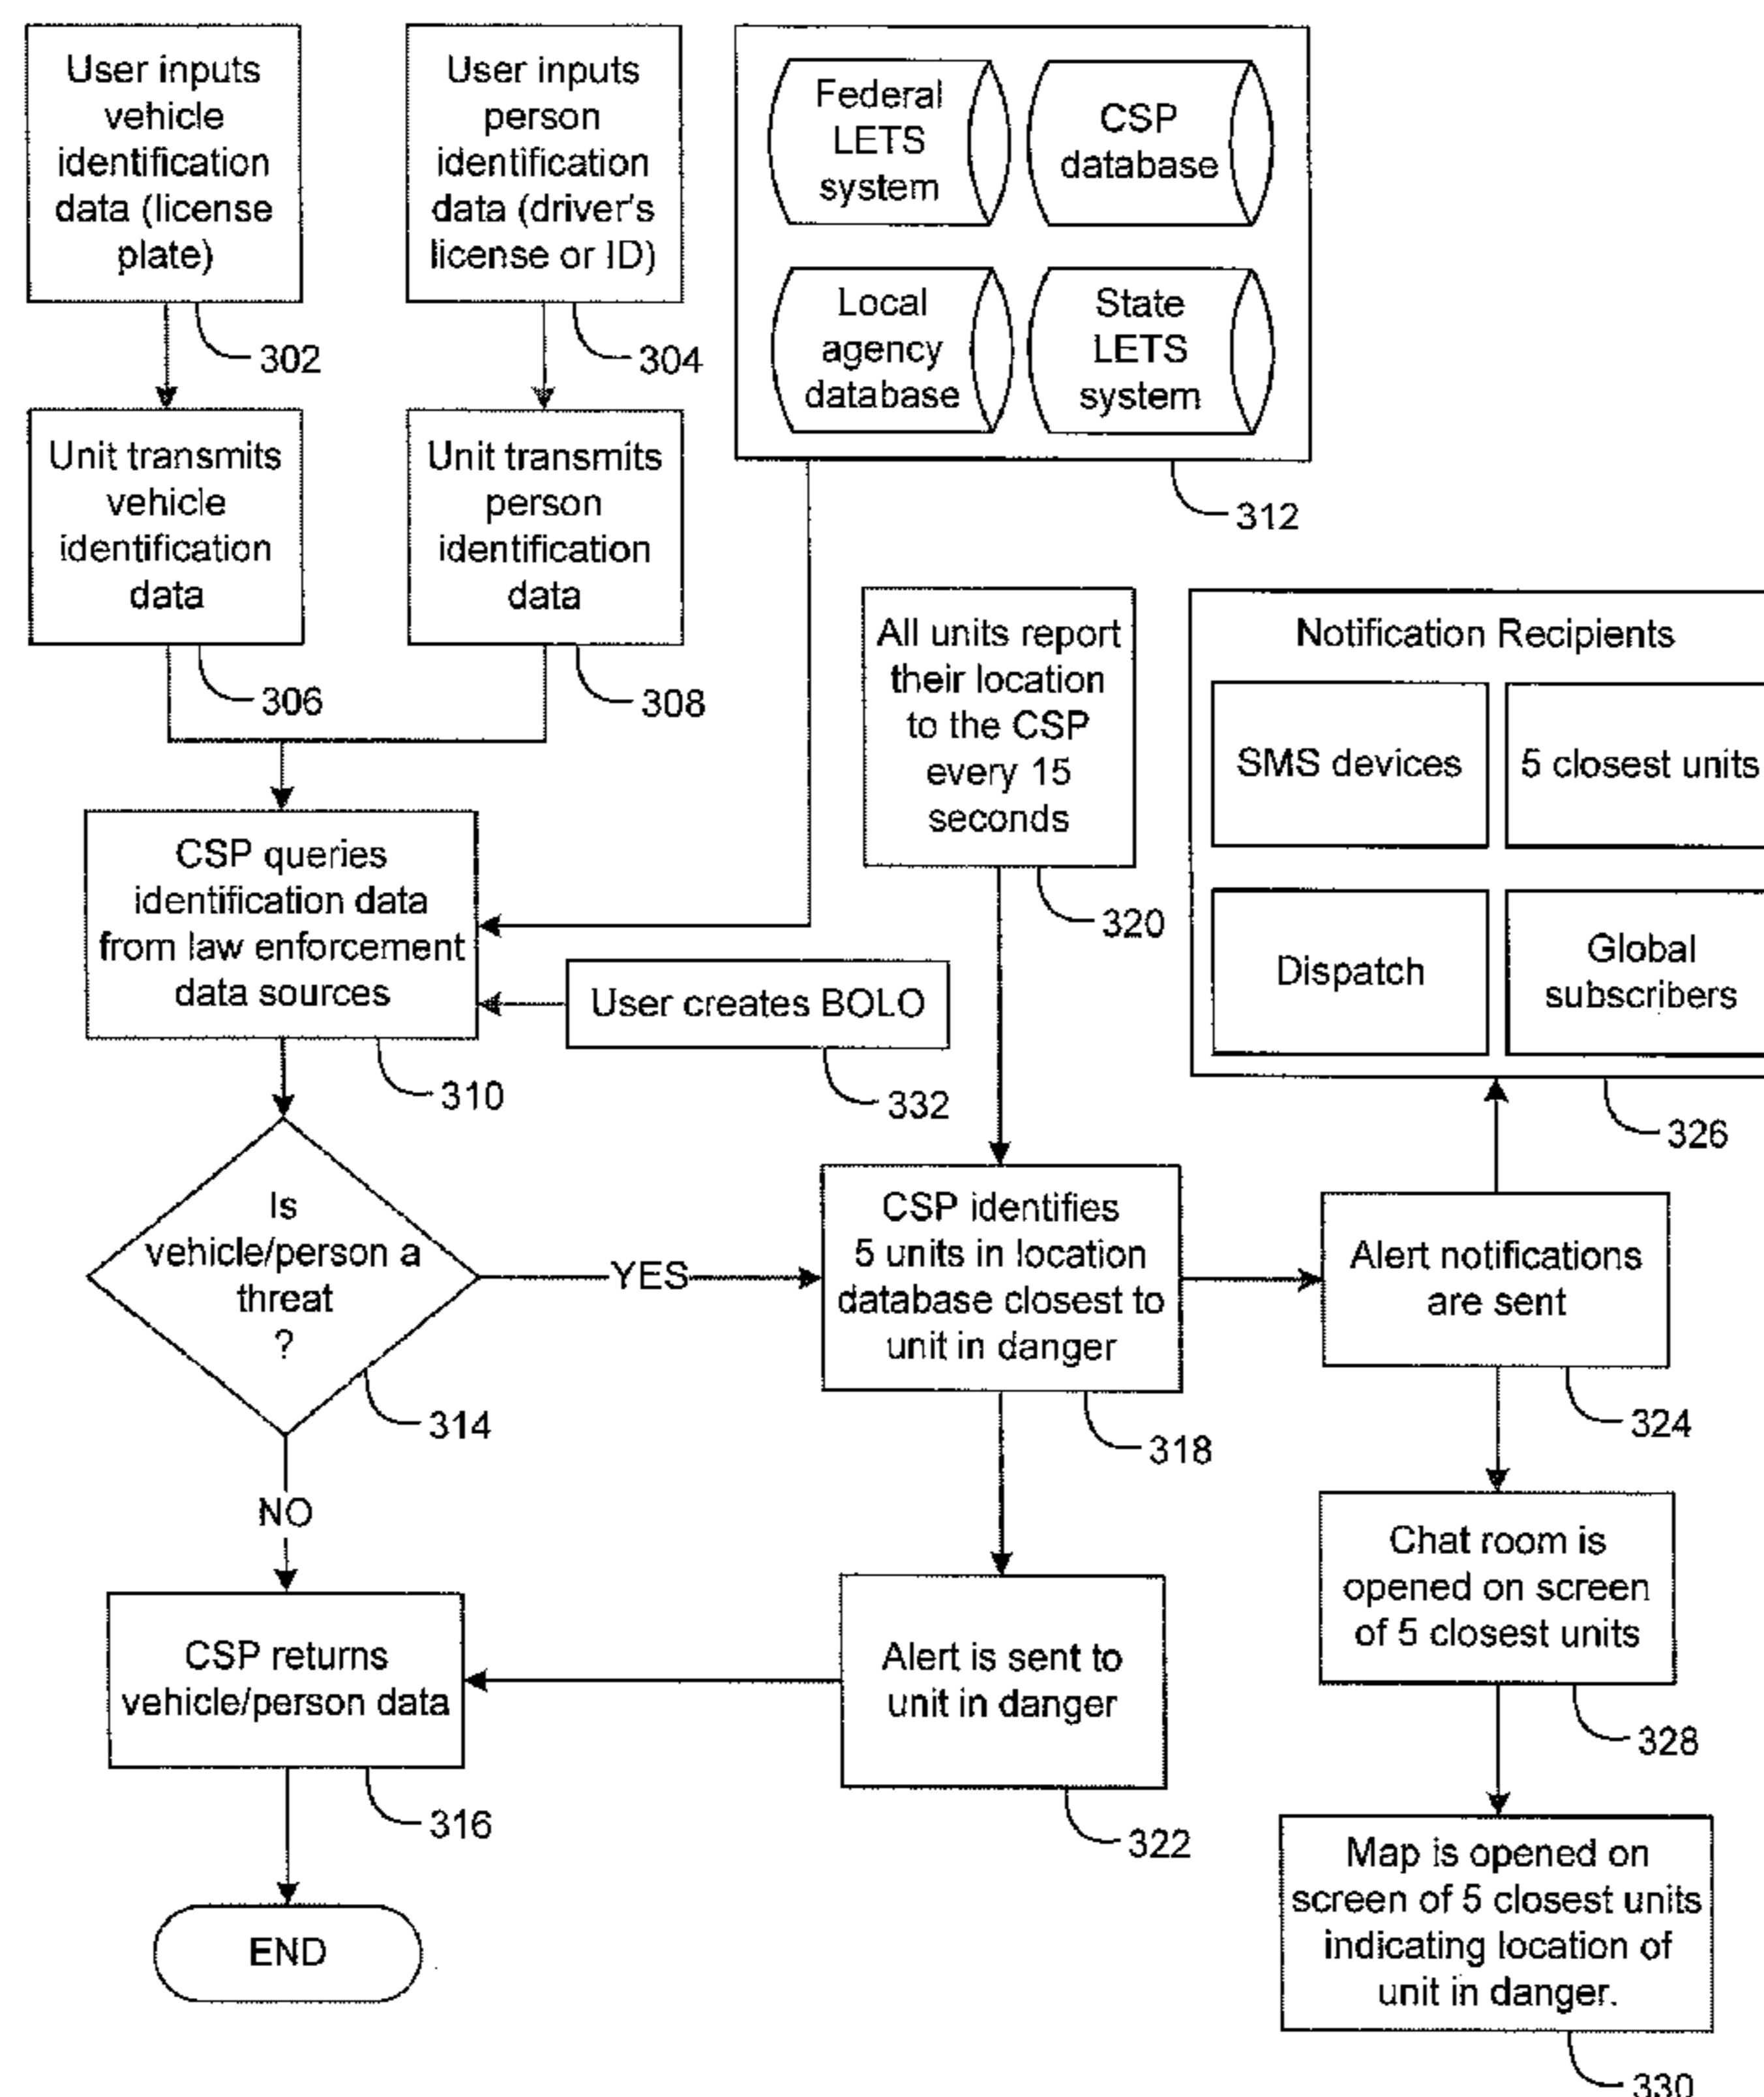 User inputs
vehicle
identification
data (license
plate)
302
User inputs
person
identification
data (driver's
license or ID)
304
Federal
LETS
system
CSP
database
Local
agency
database
State
LETS
system
312
Unit transmits
vehicle
identification
data
306
Unit transmits
person
identification
data
308
All units report
their location
to the CSP
every 15
seconds
320
Notification Recipients
SMS devices
5 closest units
Dispatch
Global
subscribers
326
CSP queries
identification data
from law enforcement
data sources
310
User creates BOLO
332
Is
vehicle/person a
threat
?
314
YES
NO
CSP identifies
5 units in location
database closest to
unit in danger
318
Alert notifications
are sent
324
Chat room is
opened on screen
of 5 closest units
328
CSP returns
vehicle/person data
316
Alert is sent to
unit in danger
322
Map is opened on
screen of 5 closest units
indicating location of
unit in danger.
330
END